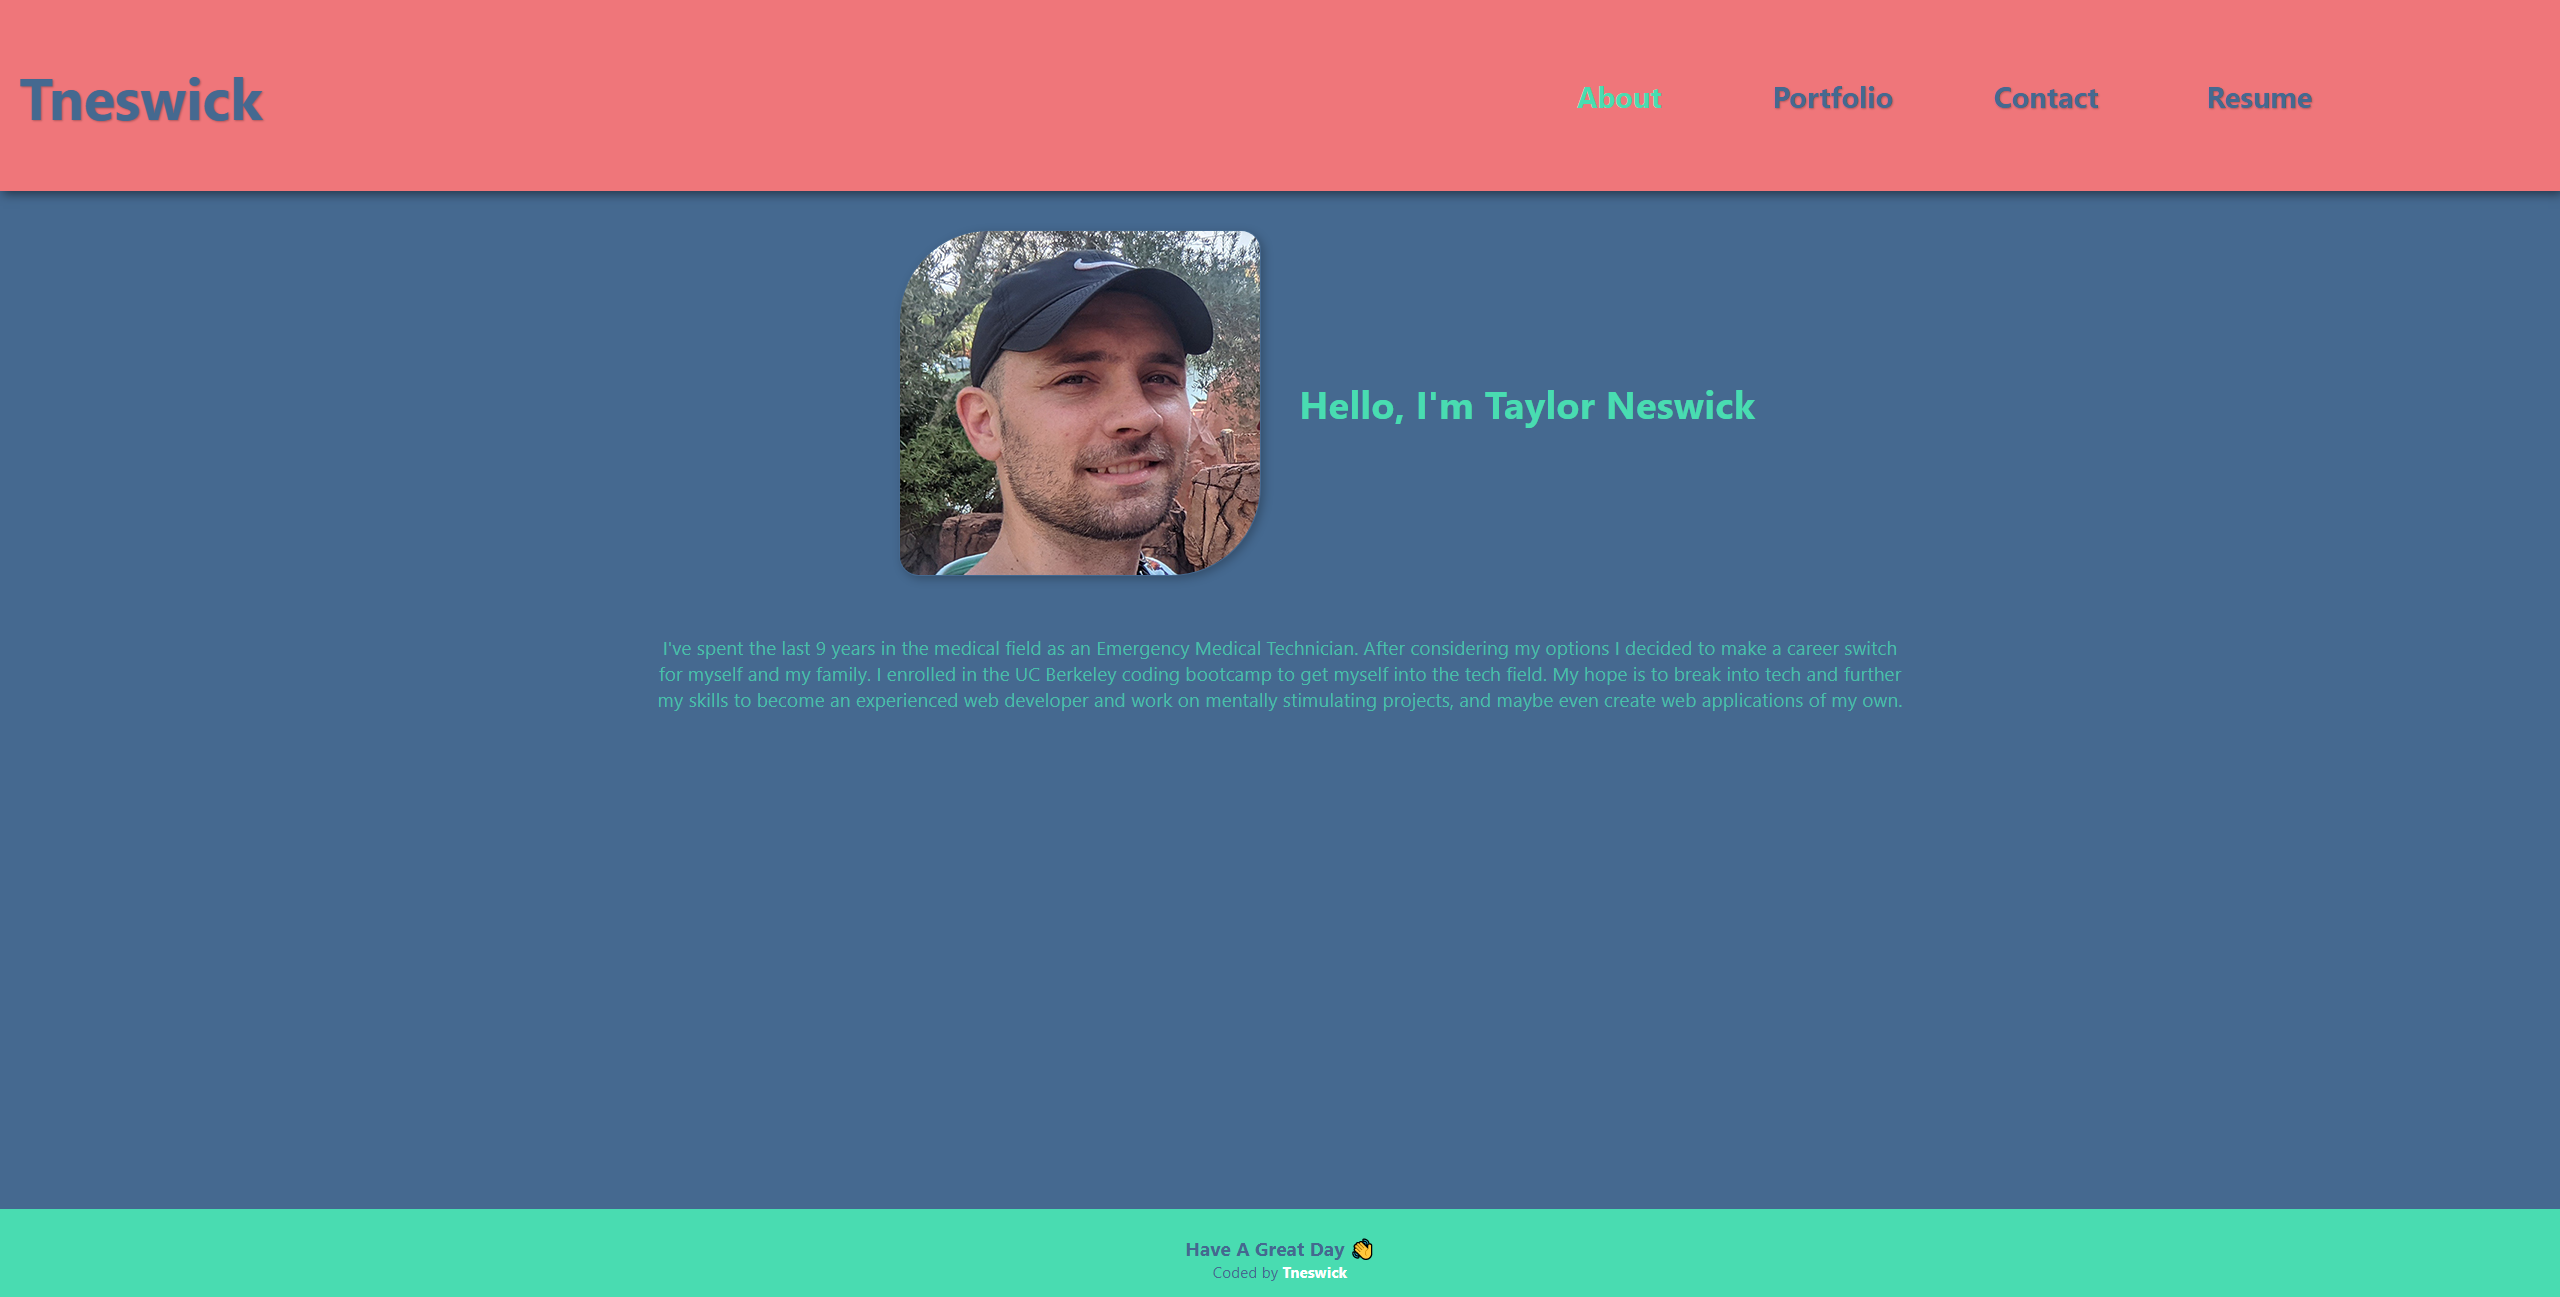 Tneswick
About Portfolio Contact Resume
Hello, I'm Taylor Neswick
I've spent the last 9 years in the medical field as an Emergency Medical Technician. After considering my options I decided to make a career switch
for myself and my family. I enrolled in the UC Berkeley coding bootcamp to get myself into the tech field. My hope is to break into tech and further
my skills to become an experienced web developer and work on mentally stimulating projects, and maybe even create web applications of my own.
Have A Great Day 👋
Coded by Tneswick